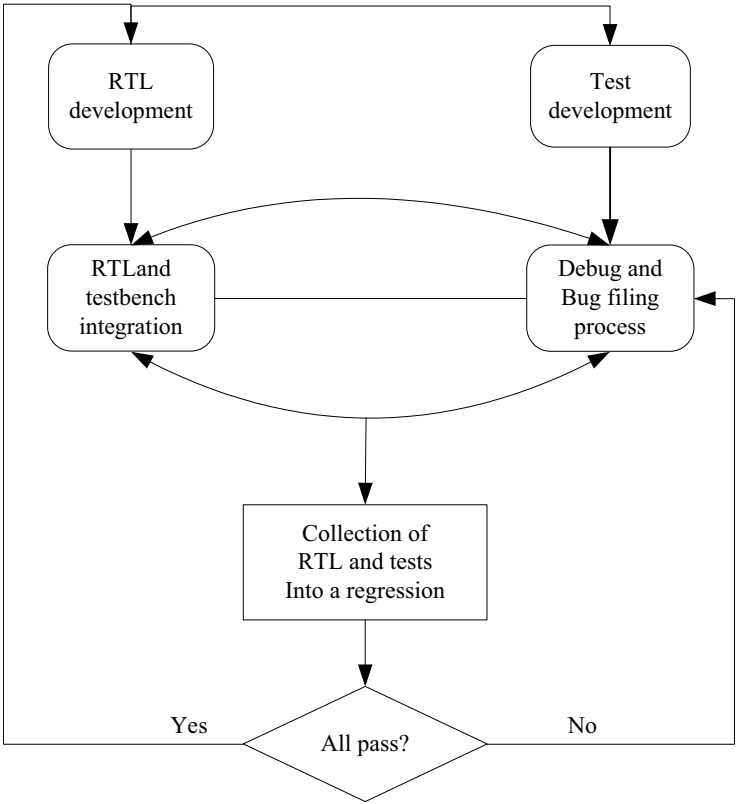 RTL
development
Test
development
RTLand
testbench
integration
Debug and
Bug filing
process
Collection of
RTL and tests
Into a regression
Yes
No
All pass?